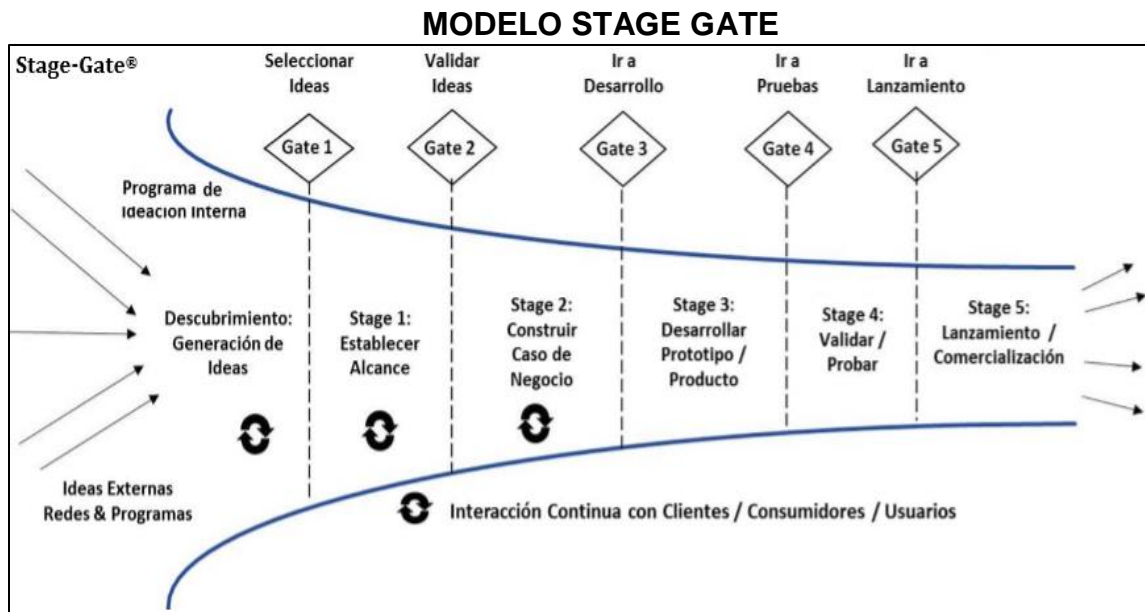 MODELO STAGE GATE
Stage-Gate®
Seleccionar
Ideas
Validar
Ideas
Ir a
Desarrollo
Ir a
Pruebas
Ir a
Lanzamiento
Gate 1
Gate 2
Gate 3
Gate 4
Gate 5
Programa de
Ideación Interna
Descubrimiento:
Generación de
Ideas
Stage 1:
Establecer
Alcance
Stage 2:
Construir
Caso de
Negocio
Stage 3:
Desarrollar
Prototipo /
Producto
Stage 4:
Validar /
Probar
Stage 5:
Lanzamiento /
Comercialización
Ideas Externas
Redes & Programas
Interacción Continua con Clientes / Consumidores / Usuarios